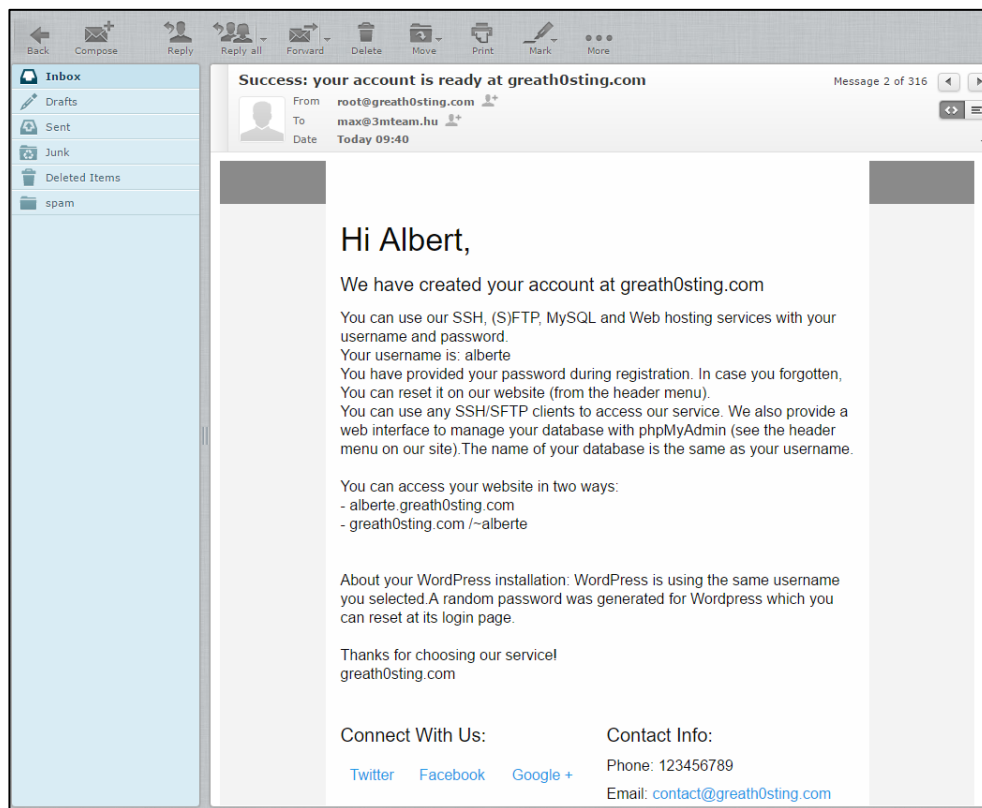 Back Compose Reply Reply all Forward Delete Move Print Mark More
Inbox
Drafts
Sent
Junk
Deleted Items
spam
Success: your account is ready at greath0sting.com
Message 2 of 316
From root@greath0sting.com
To max@3mteam.hu
Date Today 09:40
Hi Albert,
We have created your account at greath0sting.com
You can use our SSH, (S)FTP, MySQL and Web hosting services with your
username and password.
Your username is: alberte
You have provided your password during registration. In case you forgotten,
You can reset it on our website (from the header menu).
You can use any SSH/SFTP clients to access our service. We also provide a
web interface to manage your database with phpMyAdmin (see the header
menu on our site).The name of your database is the same as your username.
You can access your website in two ways:
- alberte.greath0sting.com
- greath0sting.com /~alberte
About your WordPress installation: WordPress is using the same username
you selected.A random password was generated for Wordpress which you
can reset at its login page.
Thanks for choosing our service!
greath0sting.com
Connect With Us:
Twitter Facebook Google +
Contact Info:
Phone: 123456789
Email: contact@greath0sting.com